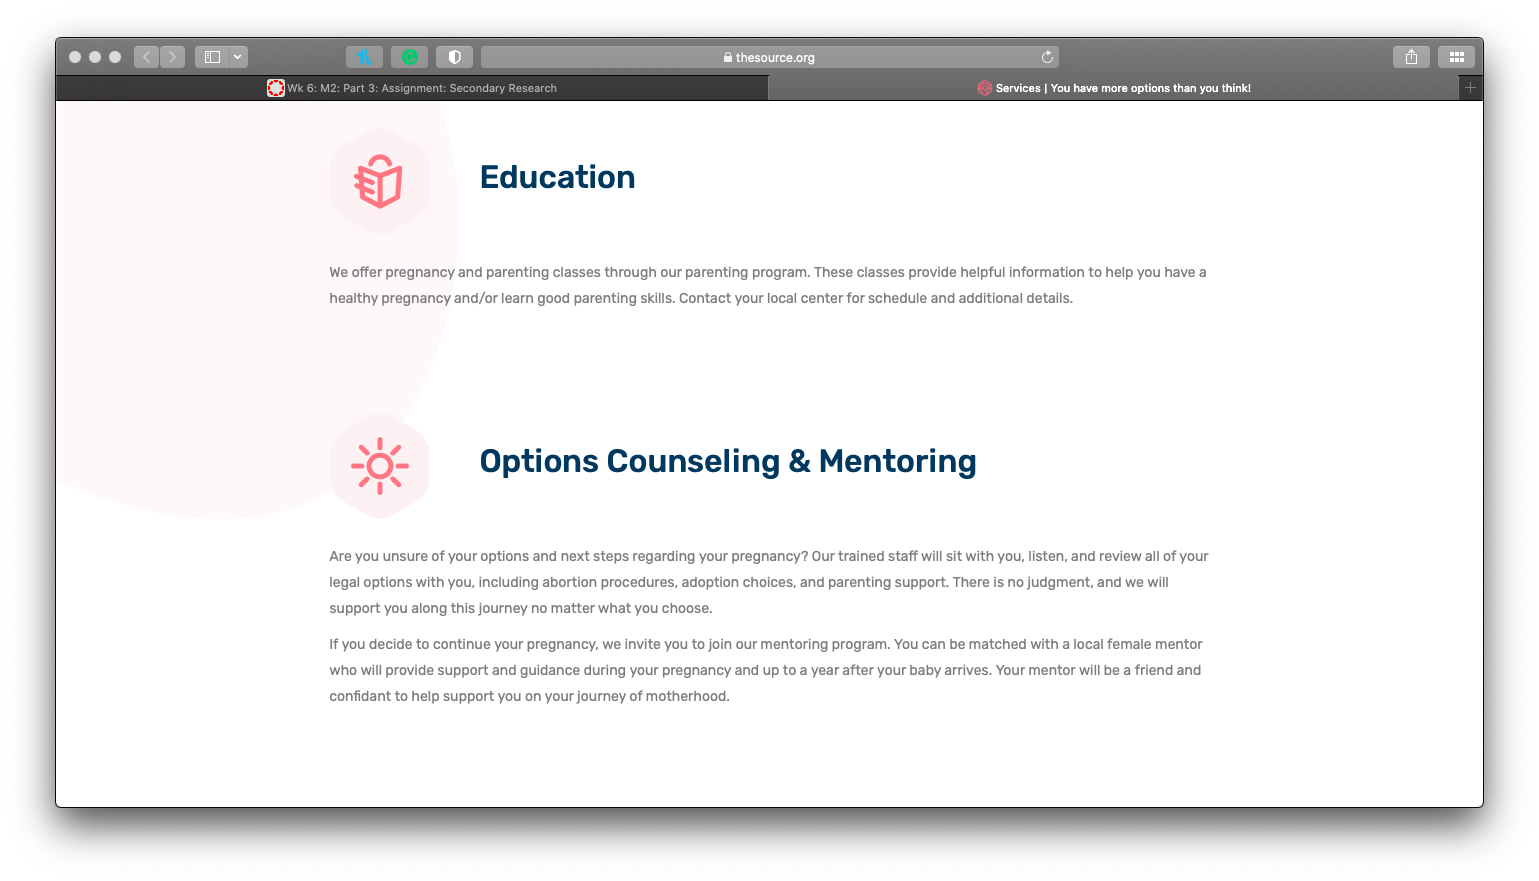 thesource.org
Wk 6: M2: Part 3: Assignment: Secondary Research
Services | You have more options than you think!
Education
We offer pregnancy and parenting classes through our parenting program. These classes provide helpful information to help you have a
healthy pregnancy and/or learn good parenting skills. Contact your local center for schedule and additional details.
Options Counseling & Mentoring
Are you unsure of your options and next steps regarding your pregnancy? Our trained staff will sit with you, listen, and review all of your
legal options with you, including abortion procedures, adoption choices, and parenting support. There is no judgment, and we will
support you along this journey no matter what you choose.
If you decide to continue your pregnancy, we invite you to join our mentoring program. You can be matched with a local female mentor
who will provide support and guidance during your pregnancy and up to a year after your baby arrives. Your mentor will be a friend and
confidant to help support you on your journey of motherhood.